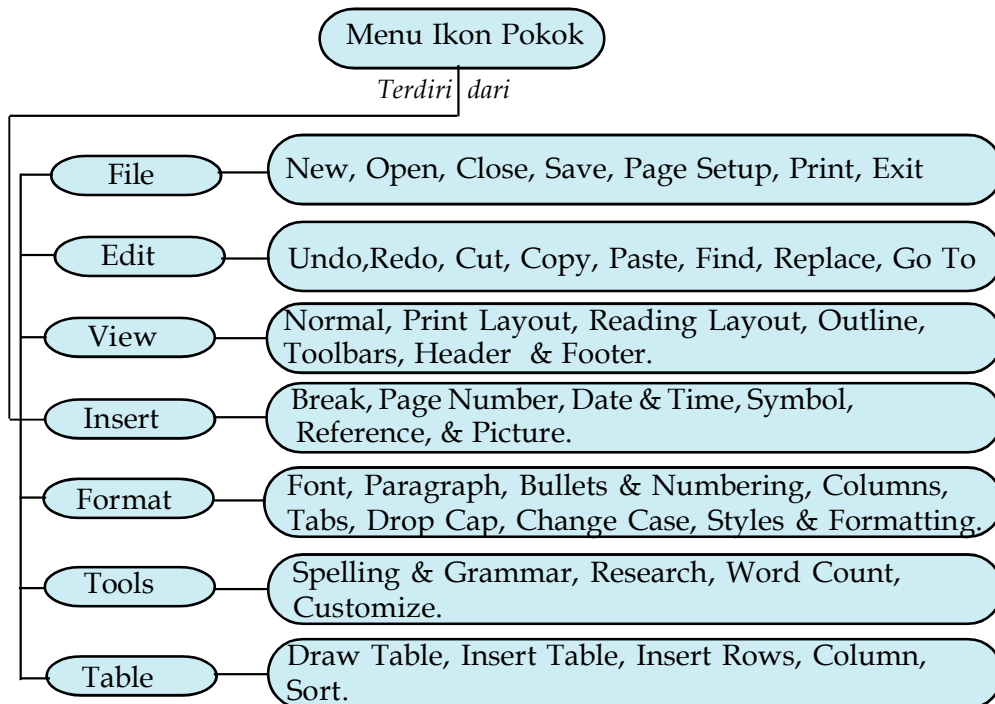 Menu Ikon Pokok
Terdiri dari
File
New, Open, Close, Save, Page Setup, Print, Exit
Edit
Undo,Redo, Cut, Copy, Paste, Find, Replace, Go To
View
Normal, Print Layout, Reading Layout, Outline,
Toolbars, Header & Footer.
Insert
Break, Page Number, Date & Time, Symbol,
Reference, & Picture.
Format
Font, Paragraph, Bullets & Numbering, Columns,
Tabs, Drop Cap, Change Case, Styles & Formatting.
Tools
Spelling & Grammar, Research, Word Count,
Customize.
Table
Draw Table, Insert Table, Insert Rows, Column,
Sort.